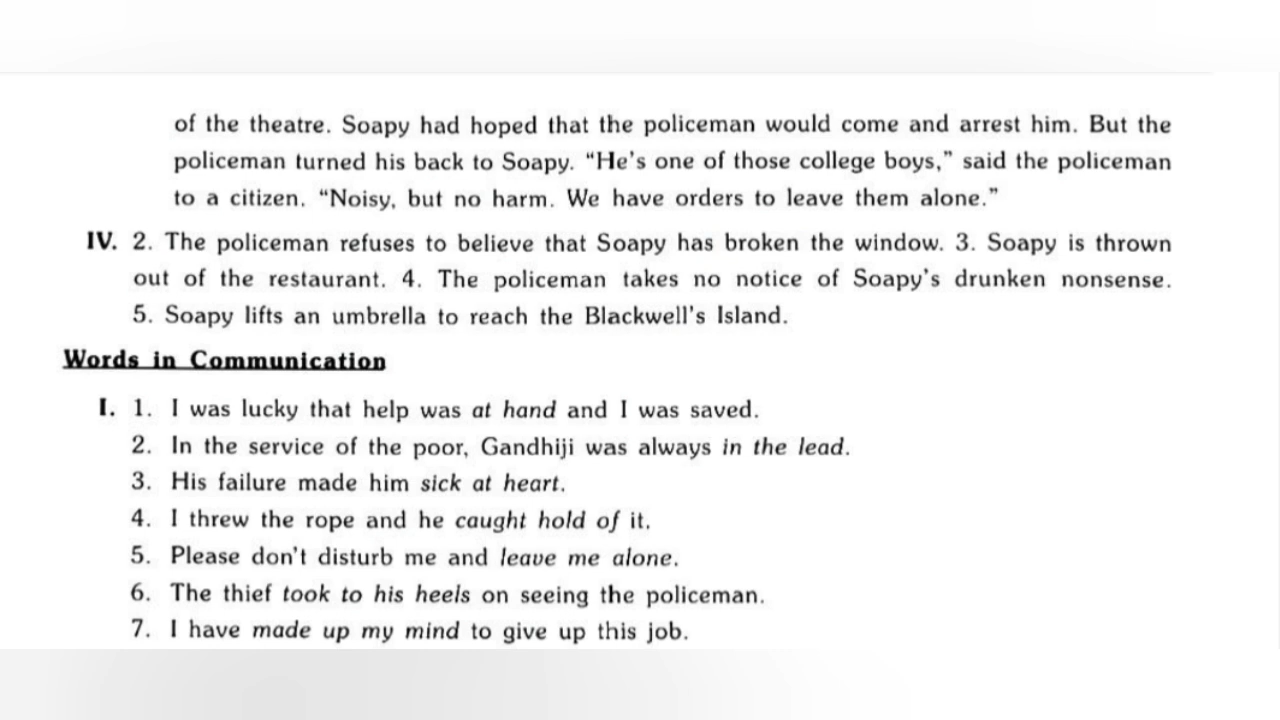 of the theatre. Soapy had hoped that the policeman would come and arrest him. But the
policeman turned his back to Soapy. “He's one of those college boys,” said the policeman
to a citizen. “Noisy, but no harm. We have orders to leave them alone.”
IV. 2. The policeman refuses to believe that Soapy has broken the window. 3. Soapy is thrown
out of the restaurant. 4. The policeman takes no notice of Soapy's drunken nonsense.
5. Soapy lifts an umbrella to reach the Blackwell's Island.
Words in Communication
I. 1. I was lucky that help was at hand and I was saved.
2. In the service of the poor, Gandhiji was always in the lead.
3. His failure made him sick at heart.
4. I threw the rope and he caught hold of it.
5. Please don't disturb me and leave me alone.
6. The thief took to his heels on seeing the policeman.
7. I have made up my mind to give up this job.